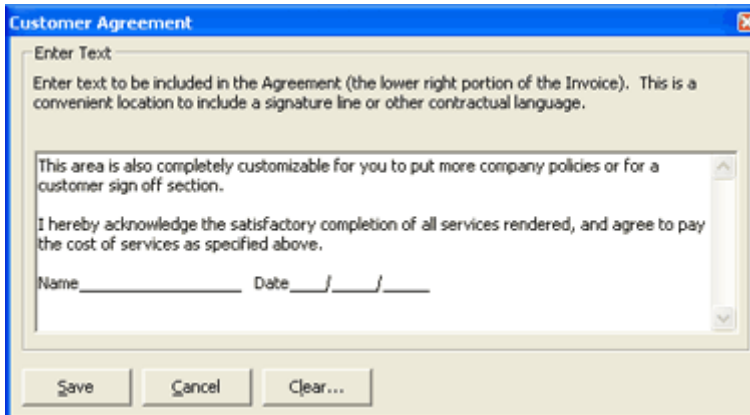 Customer Agreement
Enter Text
Enter text to be included in the Agreement (the lower right portion of the Invoice). This is a
convenient location to include a signature line or other contractual language.
This area is also completely customizable for you to put more company policies or for a
customer sign off section.
I hereby acknowledge the satisfactory completion of all services rendered, and agree to pay
the cost of services as specified above.
Name____________________ Date____/_____/_____
Save Cancel Clear...